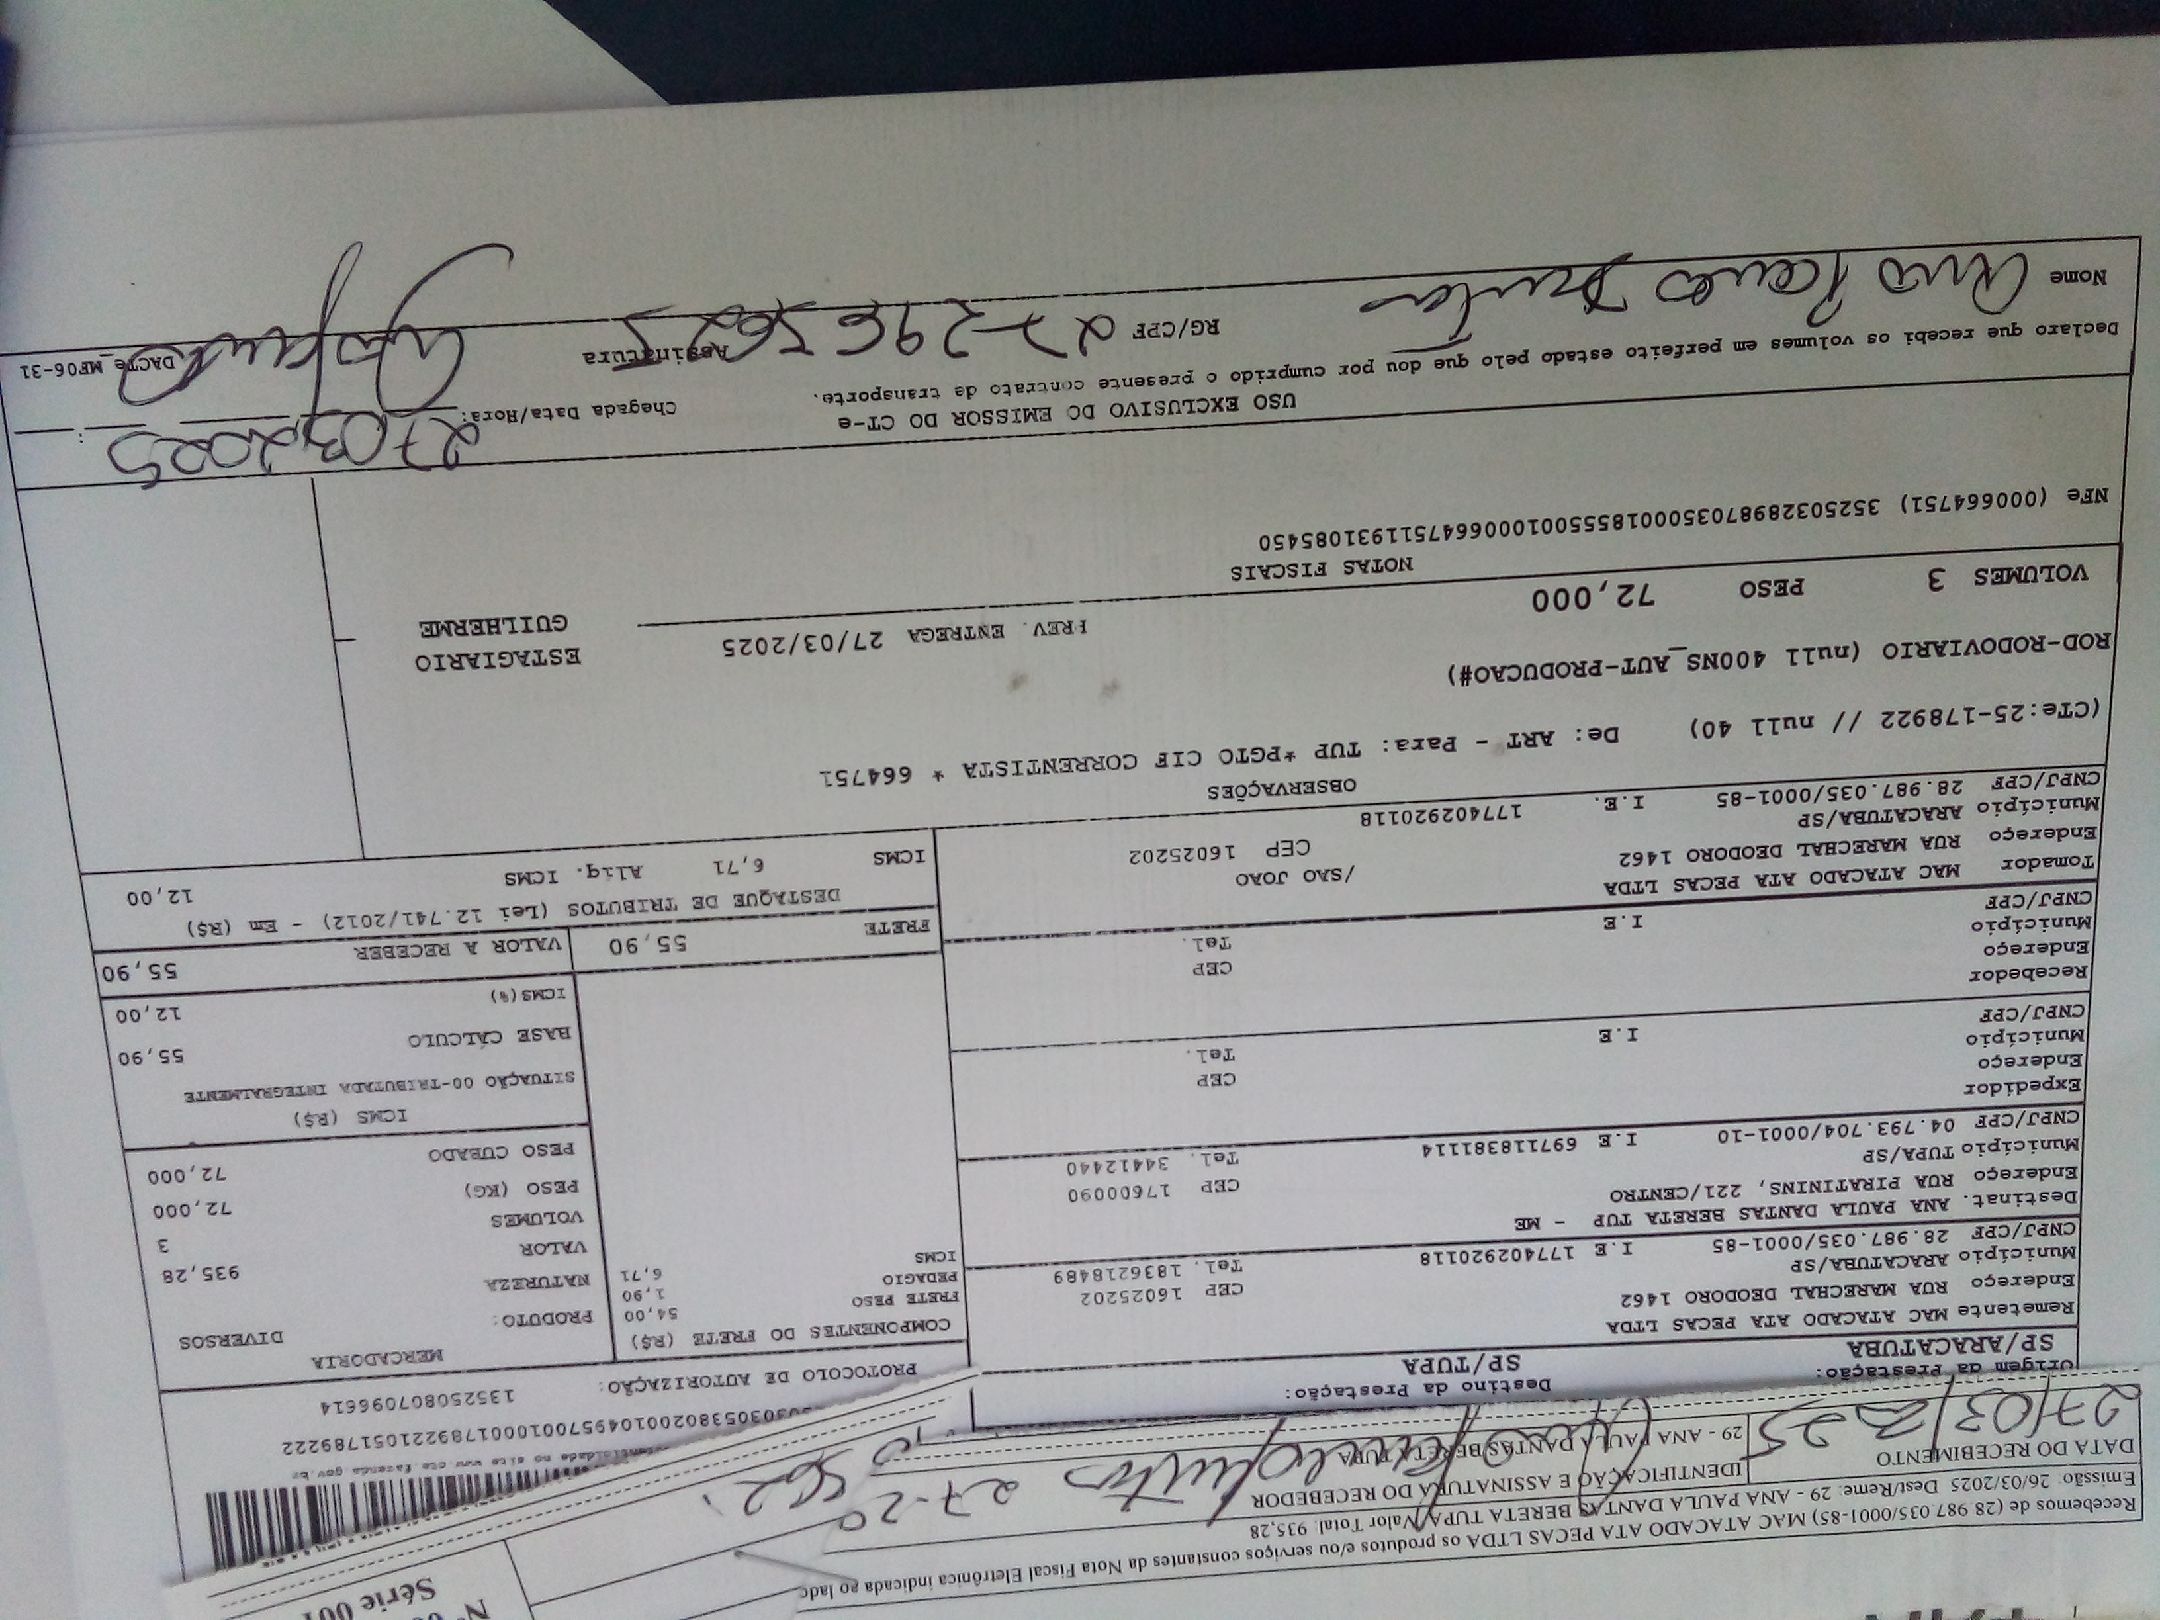 Nº
Série 001
Recebemos de (28.987.035/0001-85) MAC ATACADO ATA PECAS LTDA os produtos e/ou serviços constantes da Nota Fiscal Eletrônica indicada ao lado
Emissão: 26/03/2025 Dest/Reme: 29 - ANA PAULA DANTAS BERETA TUPA Valor Total: 935,28
DATA DO RECEBIMENTO
IDENTIFICAÇÃO E ASSINATURA DO RECEBEDOR
29 - ANA PAULA DANTAS BERETA TUPA
27/03/2025
no site www.cte.fazenda.gov.br
PROTOCOLO DE AUTORIZAÇÃO: 135250807096614
Origem da Prestação:
SP/ARACATUBA
Destino da Prestação:
SP/TUPA
Remetente MAC ATACADO ATA PECAS LTDA
Endereço RUA MARECHAL DEODORO 1462 CEP 16025202
Município ARACATUBA/SP Tel. 1836218489
CNPJ/CPF 28.987.035/0001-85 I.E 177402920118
Destinat. ANA PAULA DANTAS BERETA TUP - ME
Endereço RUA PIRATININS, 221/CENTRO CEP 17600090
Município TUPA/SP Tel. 34412440
CNPJ/CPF 04.793.704/0001-10 I.E 697118381114
Expedidor
Endereço CEP
Município Tel.
CNPJ/CPF I.E
Recebedor
Endereço CEP
Município Tel.
CNPJ/CPF I.E
Tomador MAC ATACADO ATA PECAS LTDA
Endereço RUA MARECHAL DEODORO 1462 /SAO JOAO
Município ARACATUBA/SP CEP 16025202
CNPJ/CPF 28.987.035/0001-85 I.E. 177402920118
COMPONENTES DO FRETE (R$)
FRETE PESO 54,00
PEDAGIO 1,90
ICMS 6,71
MERCADORIA
PRODUTO: DIVERSOS
NATUREZA
VALOR 935,28
VOLUMES 3
PESO (KG) 72,000
PESO CUBADO 72,000
ICMS (R$)
SITUAÇÃO 00-TRIBUTADA INTEGRALMENTE
BASE CÁLCULO 55,90
ICMS(%) 12,00
FRETE 55,90 VALOR A RECEBER 55,90
DESTAQUE DE TRIBUTOS (Lei 12.741/2012) - Em (R$)
ICMS 6,71 Aliq. ICMS 12,00
OBSERVAÇÕES
(CTe:25-178922 // null 40) De: ART - Para: TUP *PGTO CIF CORRENTISTA * 664751
ROD-RODOVIARIO (null 400NS_AUT-PRODUCAO#)
PREV. ENTREGA 27/03/2025
ESTAGIARIO
GUILHERME
VOLUMES 3 PESO 72,000
NOTAS FISCAIS
NFe (000664751) 35250328987035000185550010006647511931085450
USO EXCLUSIVO DO EMISSOR DO CT-e
Declaro que recebi os volumes em perfeito estado pelo que dou por cumprido o presente contrato de transporte.
Chegada Data/Hora: 27/03/2025
Nome Ana Paula Dantas
RG/CPF
Assinatura
DACTE_MF06-31